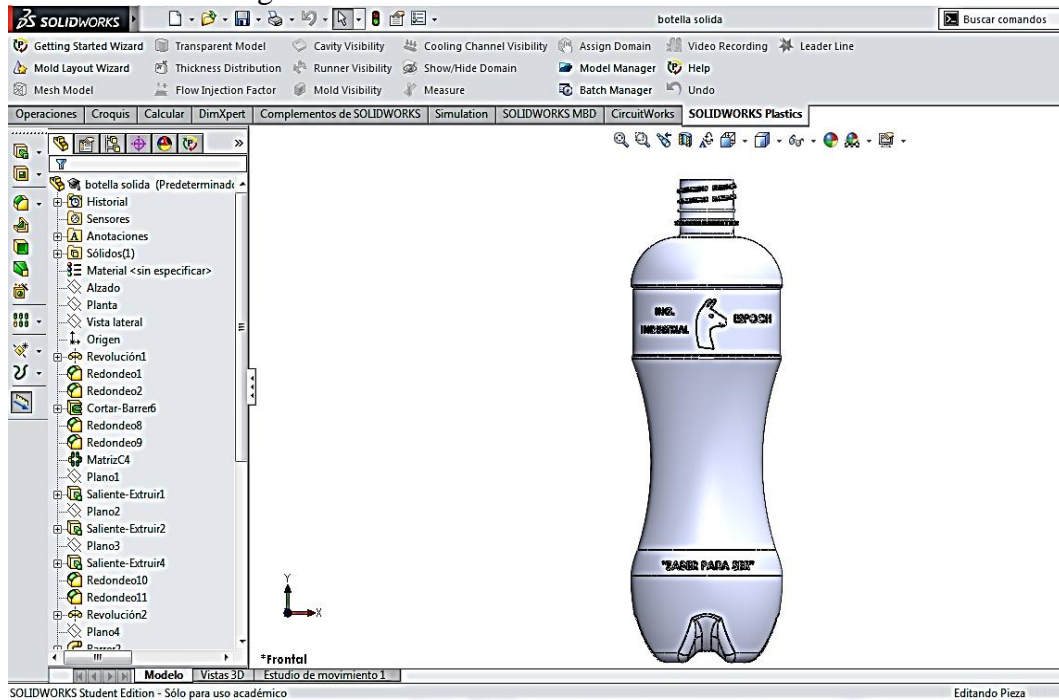 SOLIDWORKS
botella solida
Buscar comandos
Getting Started Wizard
Transparent Model
Cavity Visibility
Cooling Channel Visibility
Assign Domain
Video Recording
Leader Line
Mold Layout Wizard
Thickness Distribution
Runner Visibility
Show/Hide Domain
Model Manager
Help
Mesh Model
Flow Injection Factor
Mold Visibility
Measure
Batch Manager
Undo
Operaciones
Croquis
Calcular
DimXpert
Complementos de SOLIDWORKS
Simulation
SOLIDWORKS MBD
CircuitWorks
SOLIDWORKS Plastics
botella solida (Predeterminado
Historial
Sensores
Anotaciones
Sólidos(1)
Material <sin especificar>
Alzado
Planta
Vista lateral
Origen
Revolución1
Redondeo1
Redondeo2
Cortar-Barrer6
Redondeo8
Redondeo9
MatrizC4
Plano1
Saliente-Extruir1
Plano2
Saliente-Extruir2
Plano3
Saliente-Extruir4
Redondeo10
Redondeo11
Revolución2
Plano4
Barrer2
ING.
INDUSTRIAL
ESPOCH
"SABER PARA SER"
Y
X
*Frontal
Modelo
Vistas 3D
Estudio de movimiento 1
SOLIDWORKS Student Edition - Sólo para uso académico
Editando Pieza